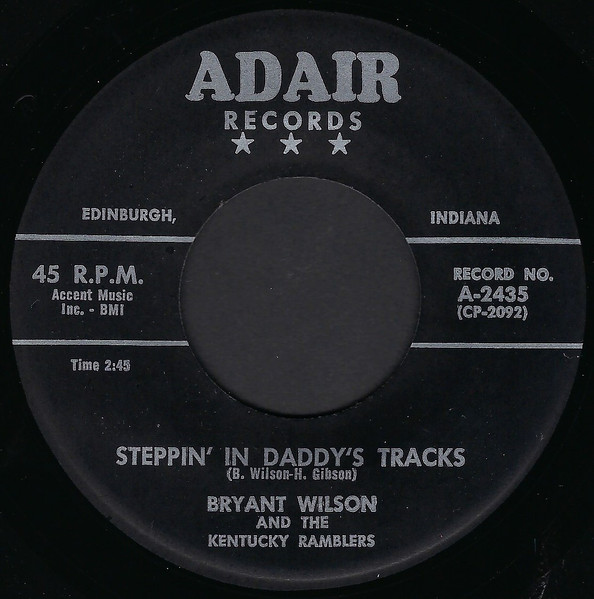 ADAIR
RECORDS
EDINBURGH, INDIANA
45 R.P.M.
Accent Music
Inc. - BMI
RECORD NO.
A-2435
(CP-2092)
Time 2:45
STEPPIN' IN DADDY'S TRACKS
(B. Wilson-H. Gibson)
BRYANT WILSON
AND THE
KENTUCKY RAMBLERS